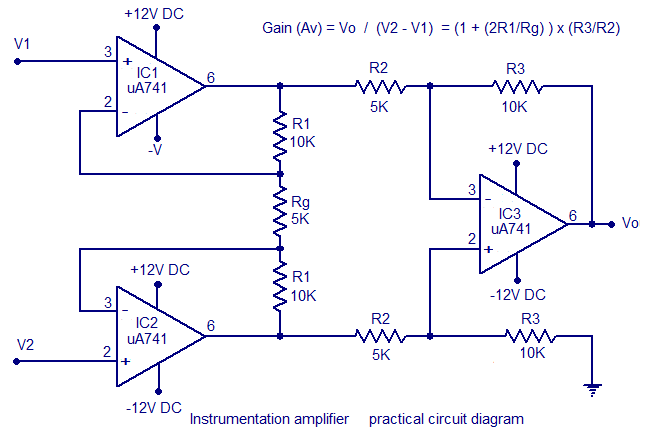 +12V DC
Gain (Av) = Vo / (V2 - V1) = (1 + (2R1/Rg) ) x (R3/R2)
V1
3
+
IC1
uA741
6
2
-
-V
R2
5K
R3
10K
R1
10K
+12V DC
Rg
5K
3
-
IC3
uA741
6
Vo
2
+
+12V DC
R1
10K
-12V DC
3
-
IC2
uA741
6
R2
5K
R3
10K
V2
2
+
-12V DC
Instrumentation amplifier practical circuit diagram